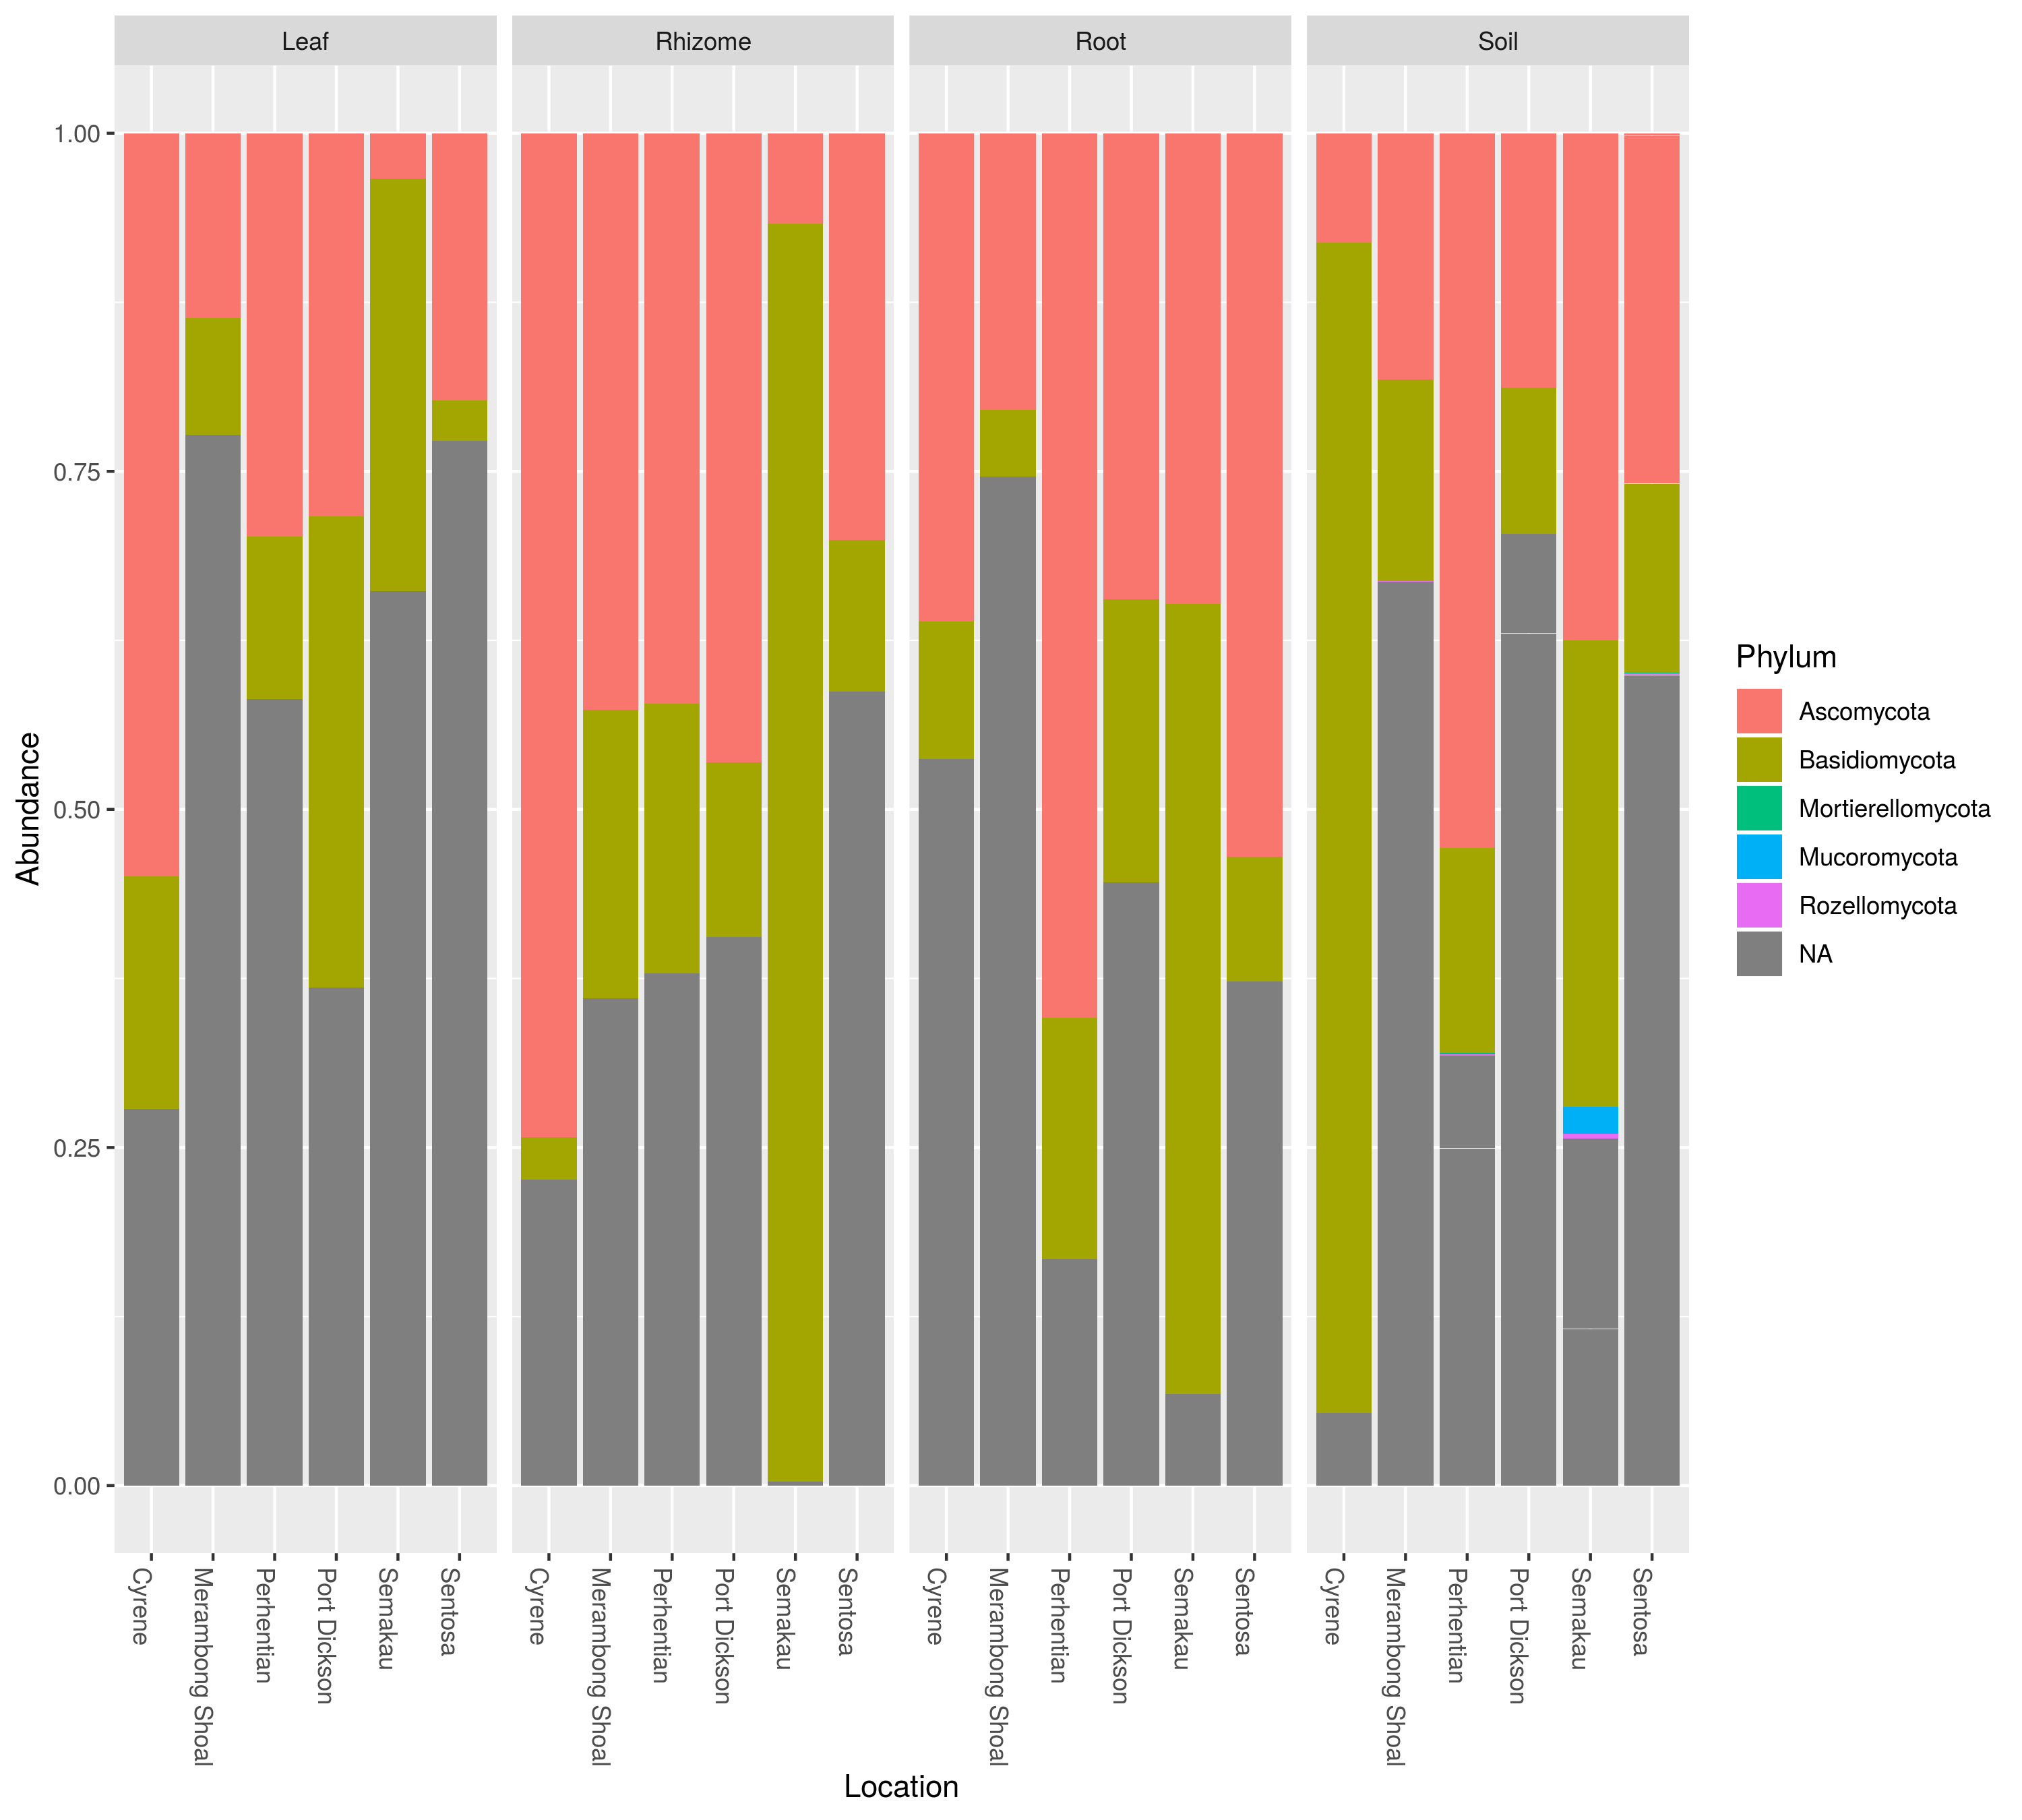 Leaf
Rhizome
Root
Soil
1.00
0.75
0.50
0.25
0.00
Abundance
Cyrene
Merambong Shoal
Perhentian
Port Dickson
Semakau
Sentosa
Cyrene
Merambong Shoal
Perhentian
Port Dickson
Semakau
Sentosa
Cyrene
Merambong Shoal
Perhentian
Port Dickson
Semakau
Sentosa
Cyrene
Merambong Shoal
Perhentian
Port Dickson
Semakau
Sentosa
Location
Phylum
Ascomycota
Basidiomycota
Mortierellomycota
Mucoromycota
Rozellomycota
NA